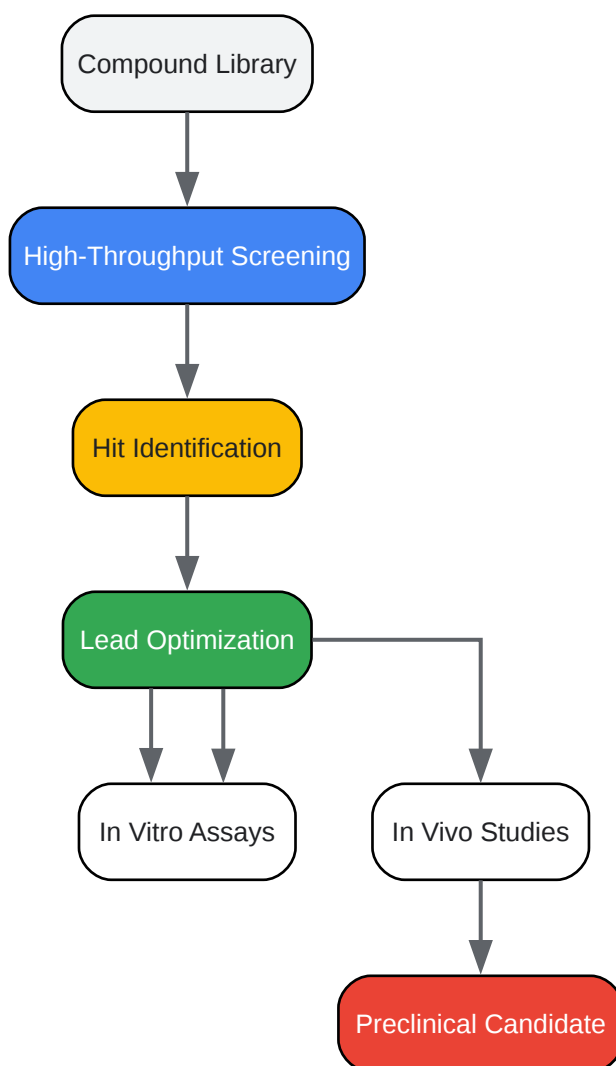 Compound Library
High-Throughput Screening
Hit Identification
Lead Optimization
In Vitro Assays
In Vivo Studies
Preclinical Candidate